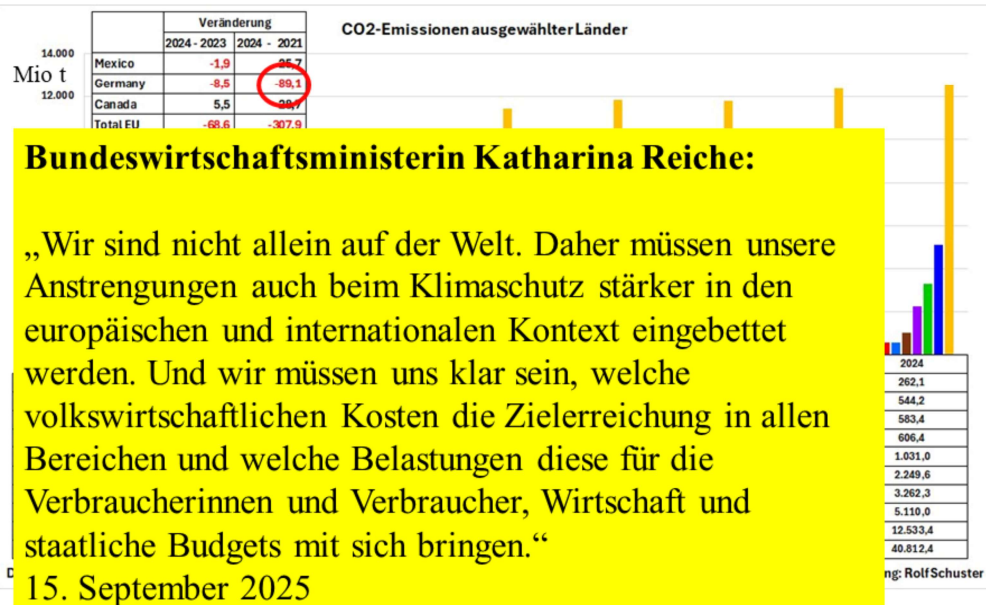 Veränderung
2024 - 2023 2024 - 2021
CO2-Emissionen ausgewählter Länder
14.000
Mio t
12.000
Mexico -1,9 25,7
Germany -8,5 -89,1
Canada 5,5
Total EU -68,6 -307,9
Bundeswirtschaftsministerin Katharina Reiche:
„Wir sind nicht allein auf der Welt. Daher müssen unsere
Anstrengungen auch beim Klimaschutz stärker in den
europäischen und internationalen Kontext eingebettet
werden. Und wir müssen uns klar sein, welche
volkswirtschaftlichen Kosten die Zielerreichung in allen
Bereichen und welche Belastungen diese für die
Verbraucherinnen und Verbraucher, Wirtschaft und
staatliche Budgets mit sich bringen.“
15. September 2025
2024
262,1
544,2
583,4
606,4
1.031,0
2.249,6
3.262,3
5.110,0
12.533,4
40.812,4
ng: Rolf Schuster